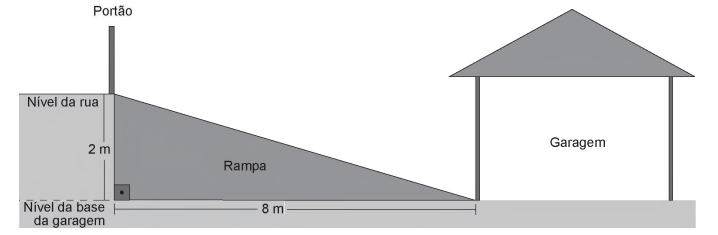 Portão
Nível da rua
2 m
Rampa
Garagem
Nível da base
da garagem
8 m